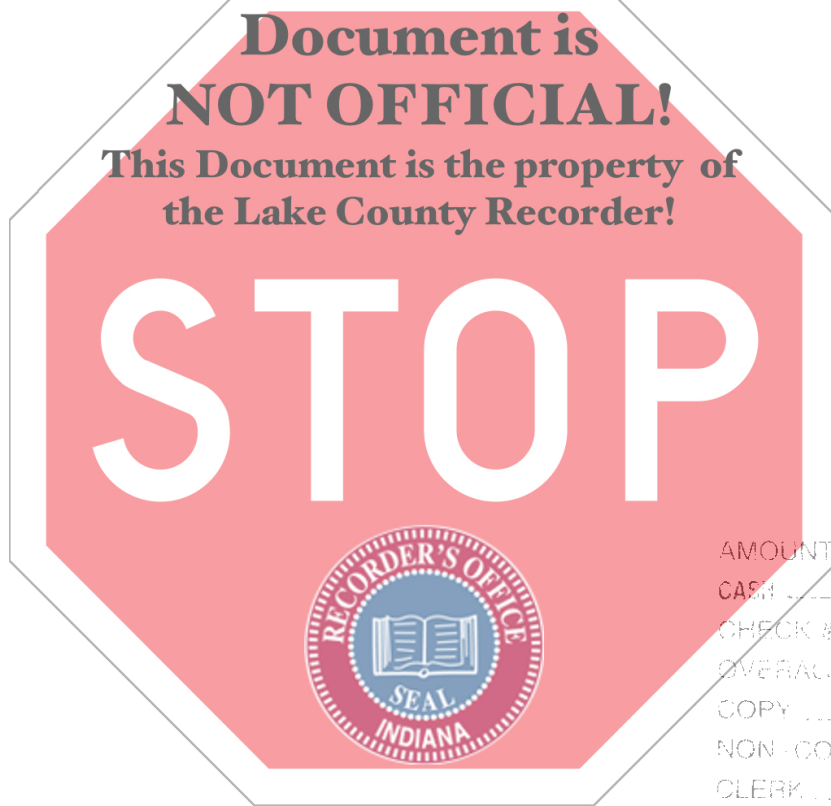 Document is
NOT OFFICIAL!
This Document is the property of
the Lake County Recorder!
STOP
RECORDER'S OFFICE
SEAL
INDIANA
AMOUNT
CASH
CHECK #
OVERAG
COPY
NON - CO
CLERK